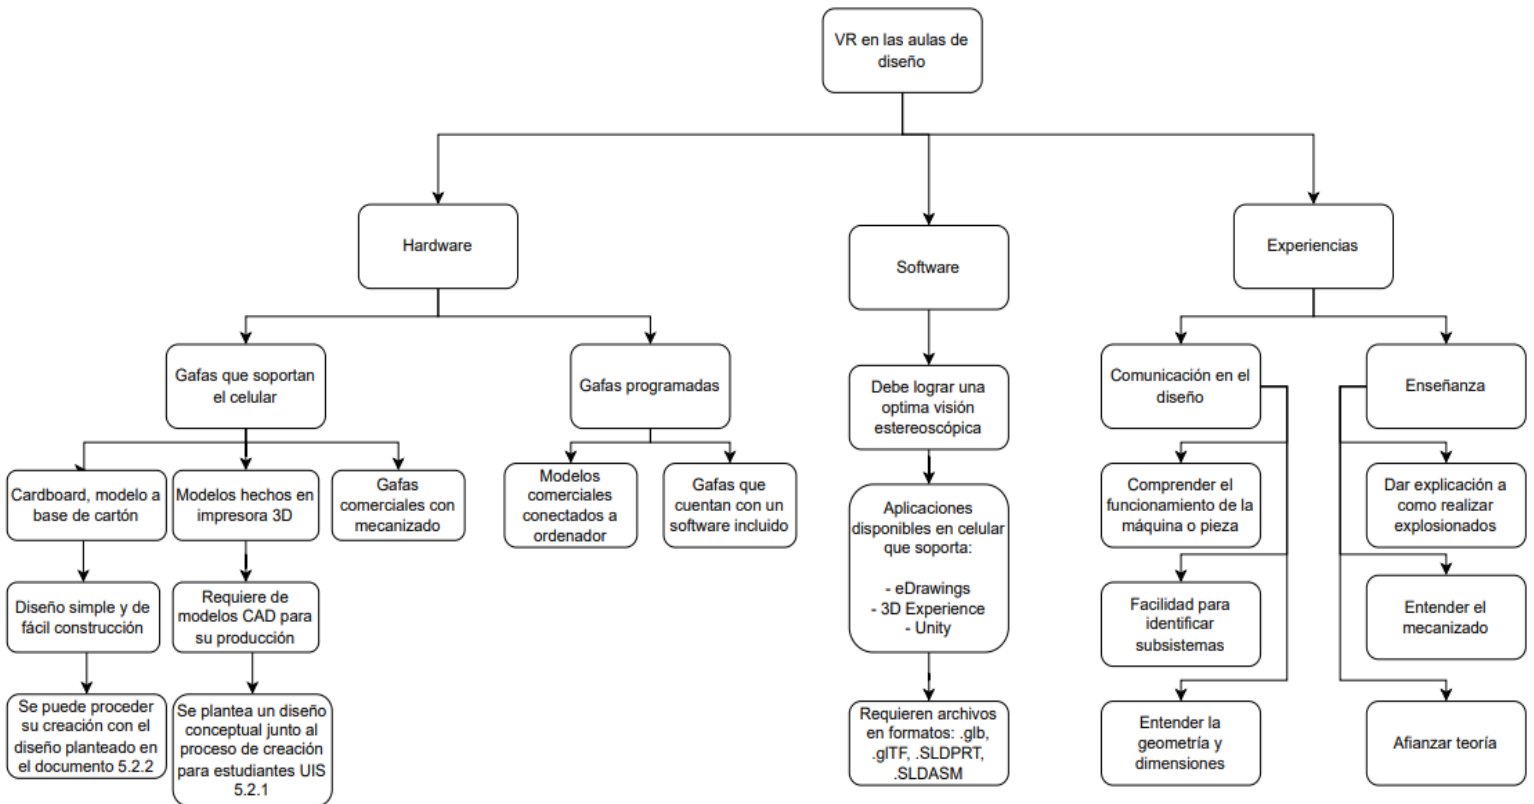 VR en las aulas de
diseño
Hardware
Software
Experiencias
Gafas que soportan
el celular
Gafas programadas
Debe lograr una
optima visión
estereoscópica
Comunicación en el
diseño
Enseñanza
Cardboard, modelo a
base de cartón
Modelos hechos en
impresora 3D
Gafas
comerciales con
mecanizado
Modelos
comerciales
conectados a
ordenador
Gafas que
cuentan con un
software incluido
Aplicaciones
disponibles en celular
que soporta:
- eDrawings
- 3D Experience
- Unity
Comprender el
funcionamiento de la
máquina o pieza
Dar explicación a
como realizar
explosionados
Diseño simple y de
fácil construcción
Requiere de
modelos CAD para
su producción
Facilidad para
identificar
subsistemas
Entender el
mecanizado
Se puede proceder
su creación con el
diseño planteado en
el documento 5.2.2
Se plantea un diseño
conceptual junto al
proceso de creación
para estudiantes UIS
5.2.1
Requieren archivos
en formatos: .glb,
.glTF, .SLDPRT,
.SLDASM
Entender la
geometría y
dimensiones
Afianzar teoría